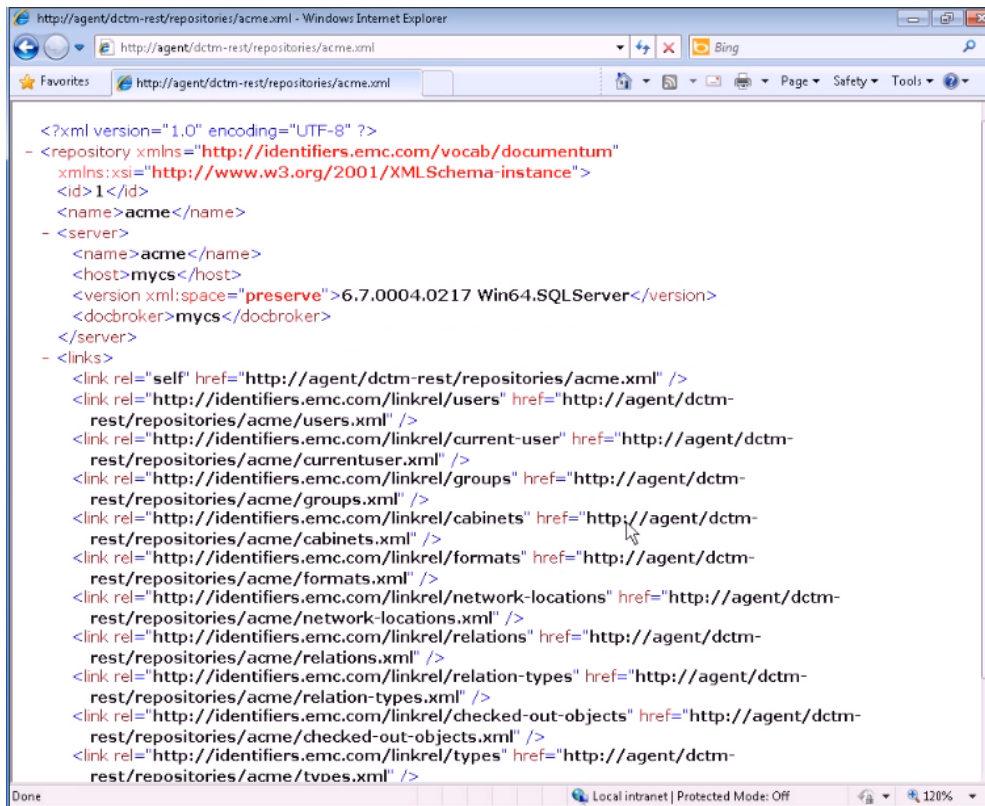 http://agent/dctm-rest/repositories/acme.xml - Windows Internet Explorer
http://agent/dctm-rest/repositories/acme.xml
Bing
Favorites
http://agent/dctm-rest/repositories/acme.xml
Page
Safety
Tools
<?xml version="1.0" encoding="UTF-8" ?>
- <repository xmlns="http://identifiers.emc.com/vocab/documentum"
xmlns:xsi="http://www.w3.org/2001/XMLSchema-instance">
<id>1</id>
<name>acme</name>
- <server>
<name>acme</name>
<host>mycs</host>
<version xml:space="preserve">6.7.0004.0217 Win64.SQLServer</version>
<docbroker>mycs</docbroker>
</server>
- <links>
<link rel="self" href="http://agent/dctm-rest/repositories/acme.xml" />
<link rel="http://identifiers.emc.com/linkrel/users" href="http://agent/dctm-
rest/repositories/acme/users.xml" />
<link rel="http://identifiers.emc.com/linkrel/current-user" href="http://agent/dctm-
rest/repositories/acme/currentuser.xml" />
<link rel="http://identifiers.emc.com/linkrel/groups" href="http://agent/dctm-
rest/repositories/acme/groups.xml" />
<link rel="http://identifiers.emc.com/linkrel/cabinets" href="http://agent/dctm-
rest/repositories/acme/cabinets.xml" />
<link rel="http://identifiers.emc.com/linkrel/formats" href="http://agent/dctm-
rest/repositories/acme/formats.xml" />
<link rel="http://identifiers.emc.com/linkrel/network-locations" href="http://agent/dctm-
rest/repositories/acme/network-locations.xml" />
<link rel="http://identifiers.emc.com/linkrel/relations" href="http://agent/dctm-
rest/repositories/acme/relations.xml" />
<link rel="http://identifiers.emc.com/linkrel/relation-types" href="http://agent/dctm-
rest/repositories/acme/relation-types.xml" />
<link rel="http://identifiers.emc.com/linkrel/checked-out-objects" href="http://agent/dctm-
rest/repositories/acme/checked-out-objects.xml" />
<link rel="http://identifiers.emc.com/linkrel/types" href="http://agent/dctm-
rest/repositories/acme/types.xml" />
Done
Local intranet | Protected Mode: Off
120%